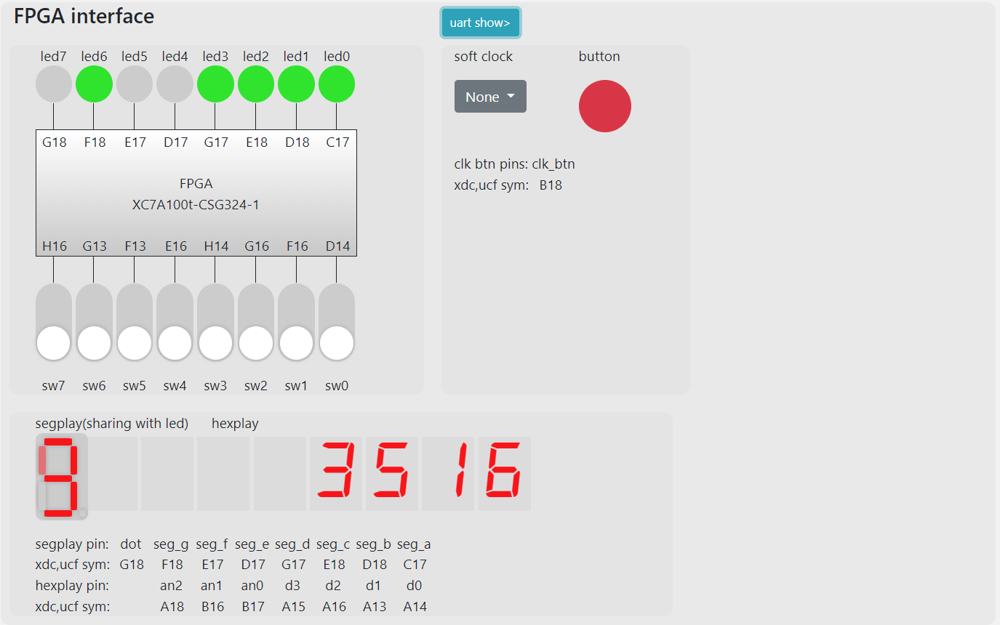 FPGA interface
uart show>
led7 led6 led5 led4 led3 led2 led1 led0
G18 F18 E17 D17 G17 E18 D18 C17
FPGA
XC7A100t-CSG324-1
H16 G13 F13 E16 H14 G16 F16 D14
sw7 sw6 sw5 sw4 sw3 sw2 sw1 sw0
soft clock button
None
clk btn pins: clk_btn
xdc,ucf sym: B18
segplay(sharing with led) hexplay
3 3 5 1 6
segplay pin: dot seg_g seg_f seg_e seg_d seg_c seg_b seg_a
xdc,ucf sym: G18 F18 E17 D17 G17 E18 D18 C17
hexplay pin: an2 an1 an0 d3 d2 d1 d0
xdc,ucf sym: A18 B16 B17 A15 A16 A13 A14